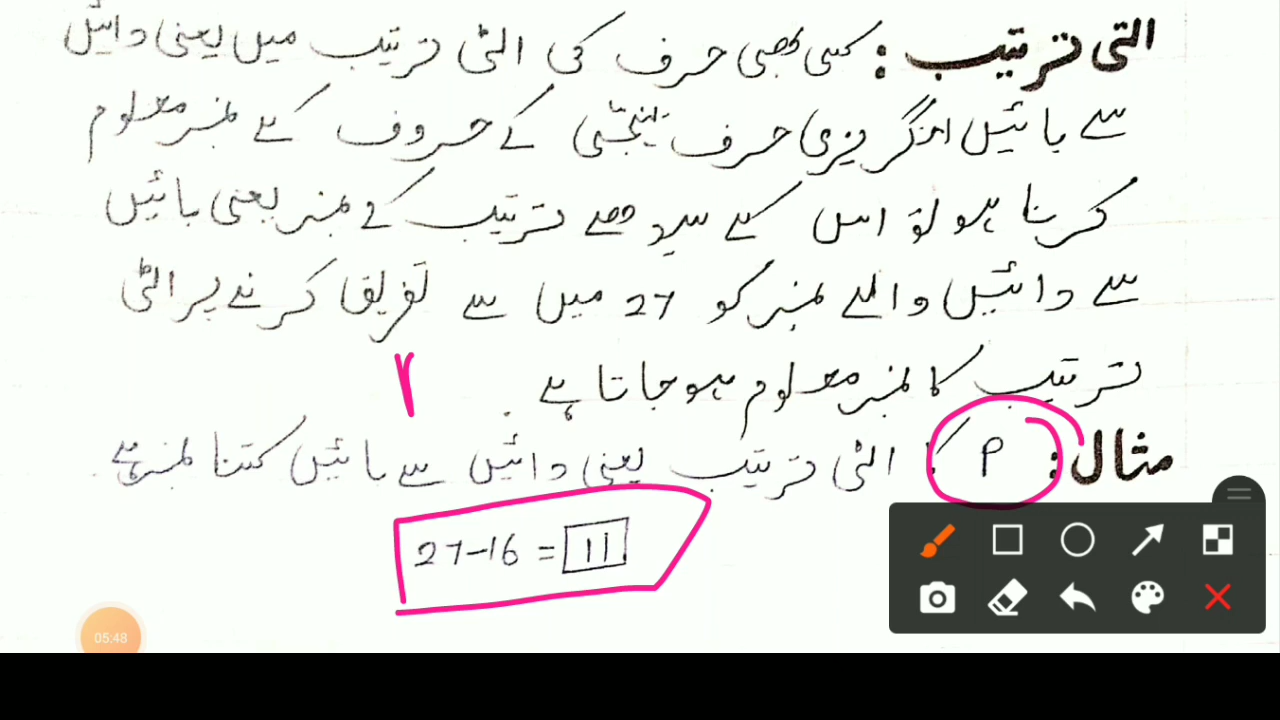 الٹی ترتیب : کسی بھی حرف کی الٹی ترتیب میں یعنی دائیں
سے بائیں انگریزی حرف تہجی کے حروف کے نمبر معلوم
کرنا ہو تو اس کے سیدھے ترتیب کے نمبر یعنی بائیں
سے دائیں والے نمبر کو 27 میں سے تفریق کرنے پر الٹی
ترتیب کا نمبر معلوم ہو جاتا ہے
مثال : P کا الٹی ترتیب یعنی دائیں سے بائیں کتنا نمبر ہے
27-16 = 11
05:48